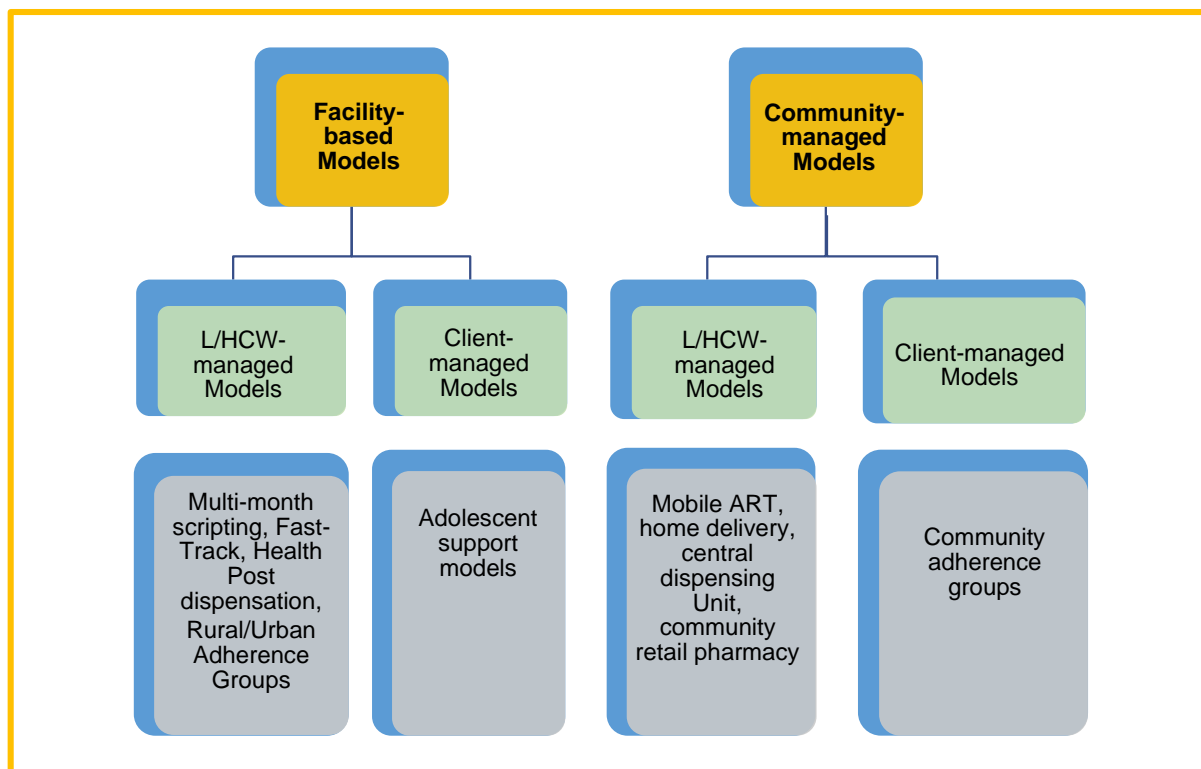 Facility-
based
Models
Community-
managed
Models
L/HCW-
managed
Models
Client-
managed
Models
L/HCW-
managed
Models
Client-managed
Models
Multi-month
scripting, Fast-
Track, Health
Post
dispensation,
Rural/Urban
Adherence
Groups
Adolescent
support
models
Mobile ART,
home delivery,
central
dispensing
Unit,
community
retail pharmacy
Community
adherence
groups